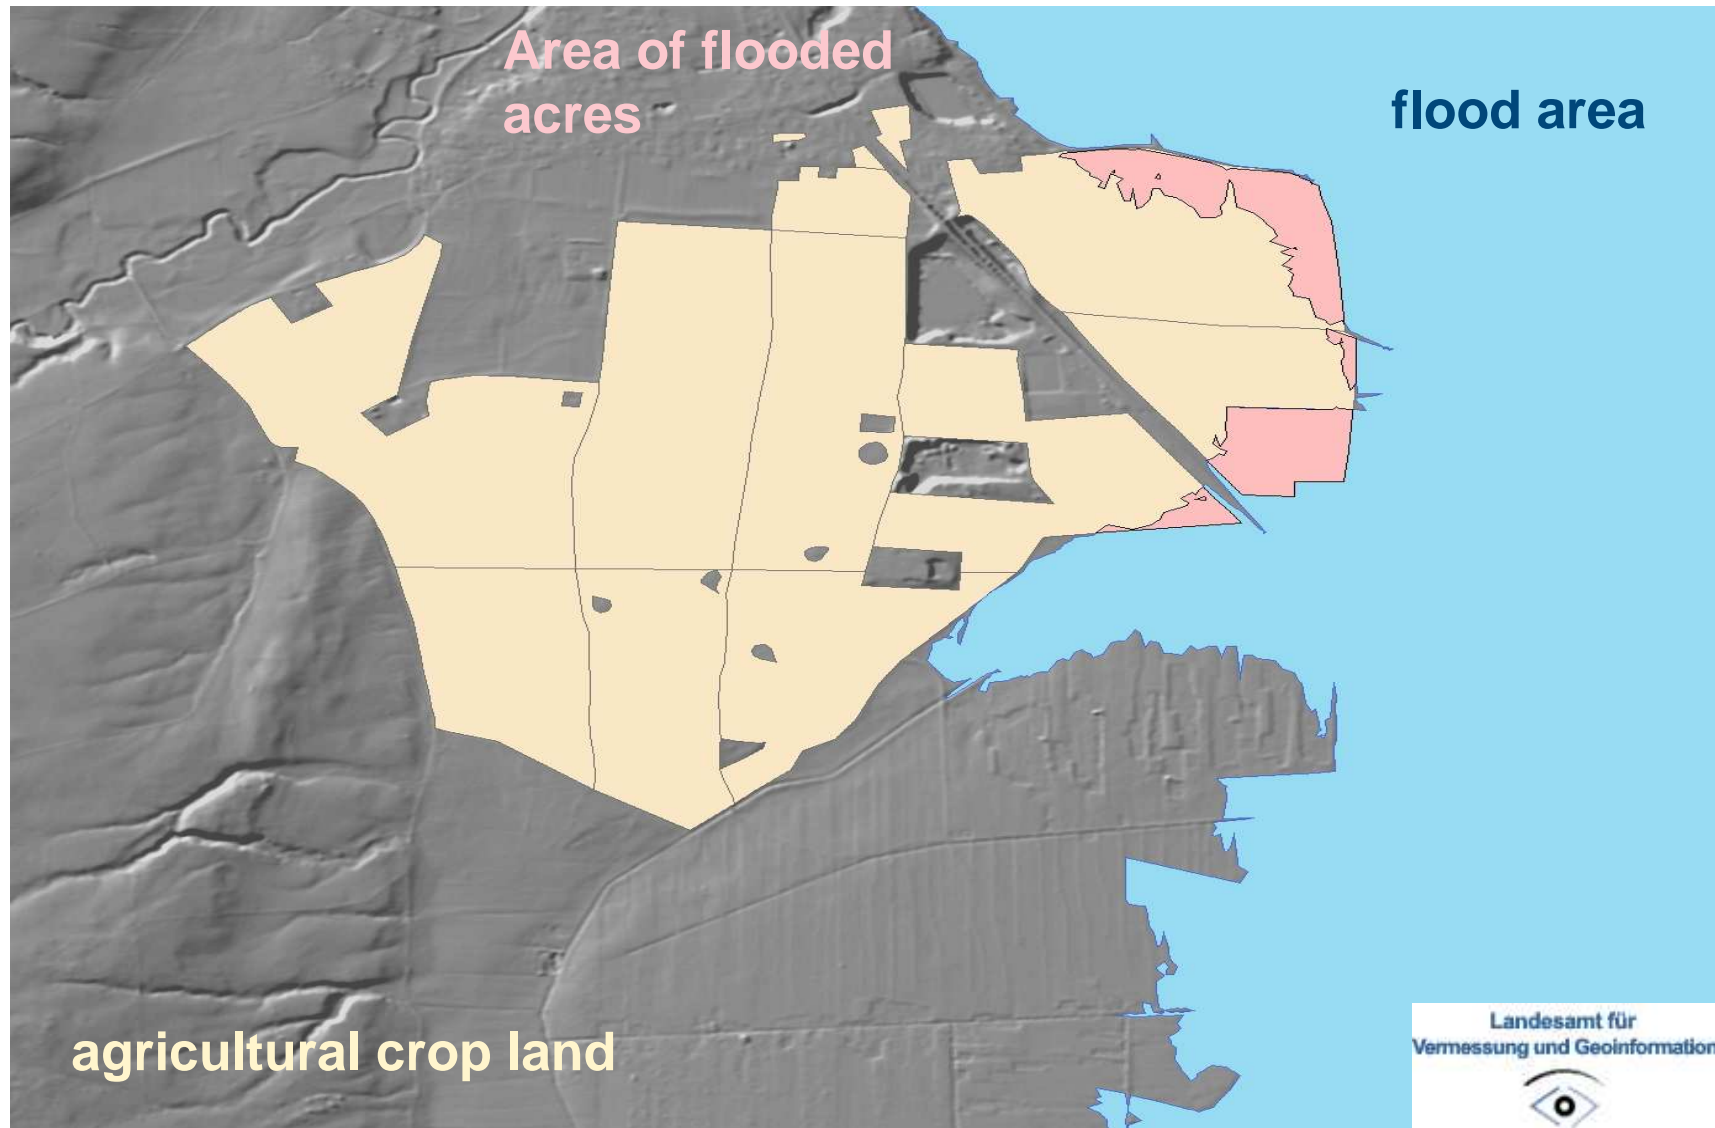 Area of flooded
acres
flood area
agricultural crop land
Landesamt für
Vermessung und Geoinformation